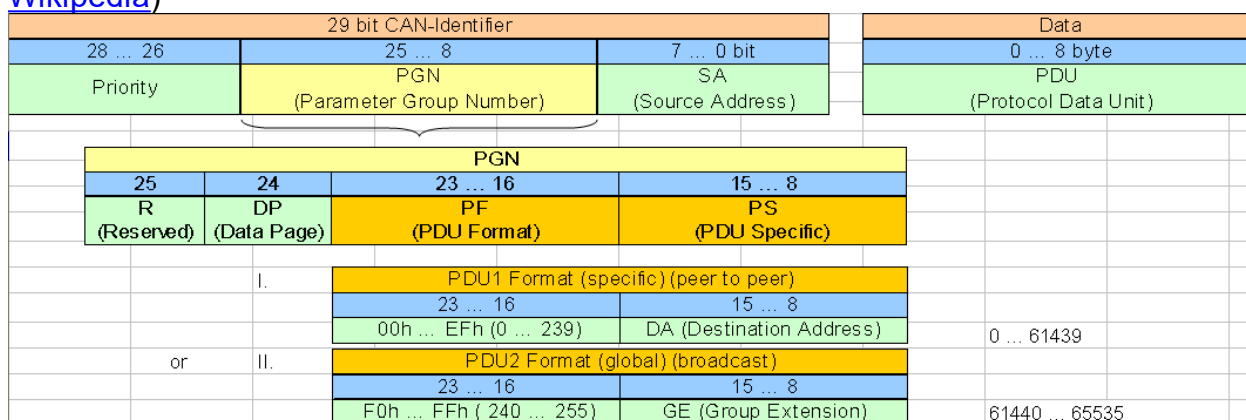 Wikipedia)
29 bit CAN-Identifier Data
28 ... 26 25 ... 8 7 ... 0 bit 0 ... 8 byte
Priority PGN SA PDU
(Parameter Group Number) (Source Address) (Protocol Data Unit)
PGN
25 24 23 ... 16 15 ... 8
R DP PF PS
(Reserved) (Data Page) (PDU Format) (PDU Specific)
I. PDU1 Format (specific) (peer to peer)
23 ... 16 15 ... 8
00h ... EFh (0 ... 239) DA (Destination Address) 0 ... 61439
or II. PDU2 Format (global) (broadcast)
23 ... 16 15 ... 8
F0h ... FFh ( 240 ... 255) GE (Group Extension) 61440 ... 65535